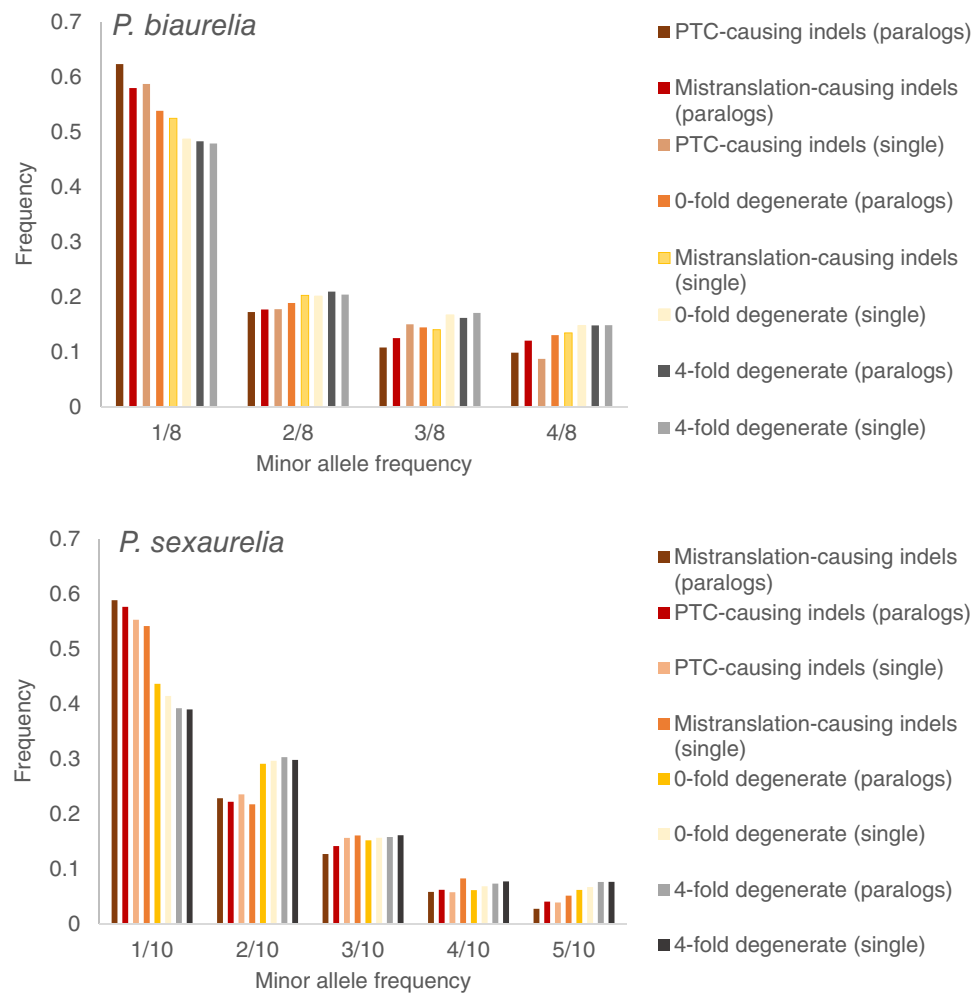 P. biaurelia
Frequency
0.7
0.6
0.5
0.4
0.3
0.2
0.1
0
1/8
2/8
3/8
4/8
Minor allele frequency
PTC-causing indels (paralogs)
Mistranslation-causing indels
(paralogs)
PTC-causing indels (single)
0-fold degenerate (paralogs)
Mistranslation-causing indels
(single)
0-fold degenerate (single)
4-fold degenerate (paralogs)
4-fold degenerate (single)
P. sexaurelia
Frequency
0.7
0.6
0.5
0.4
0.3
0.2
0.1
0
1/10
2/10
3/10
4/10
5/10
Minor allele frequency
Mistranslation-causing indels
(paralogs)
PTC-causing indels (paralogs)
PTC-causing indels (single)
Mistranslation-causing indels
(single)
0-fold degenerate (paralogs)
0-fold degenerate (single)
4-fold degenerate (paralogs)
4-fold degenerate (single)